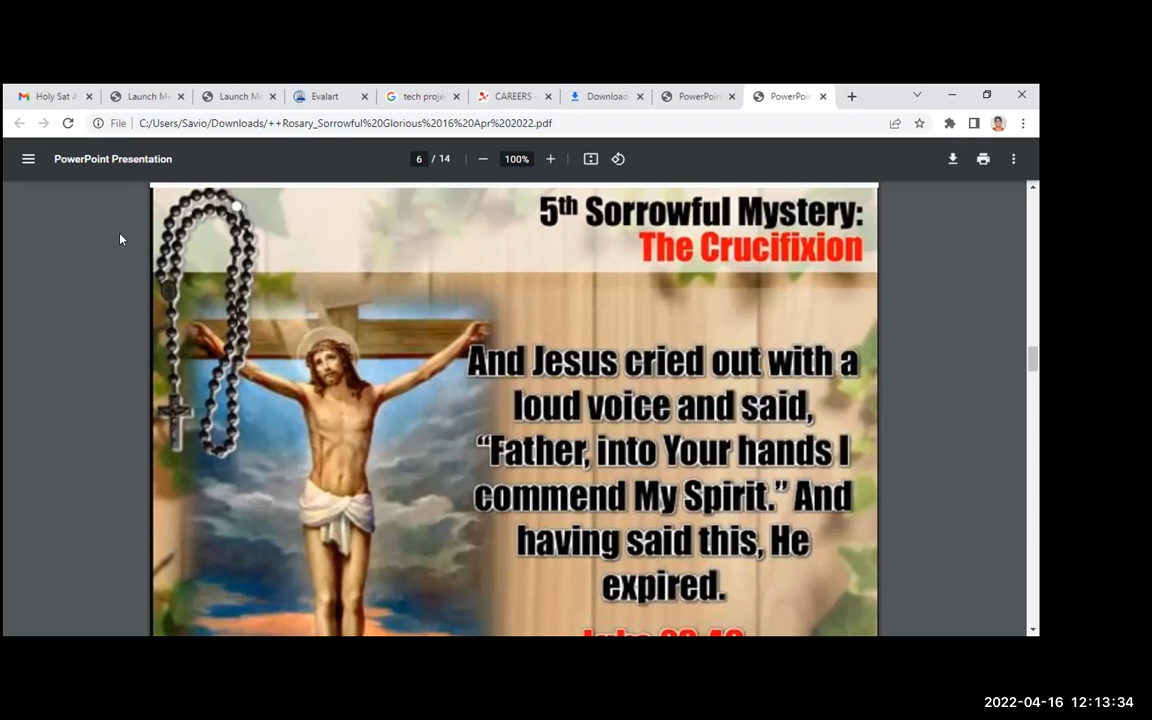 Holy Sat A
Launch M
Launch M
Evalart
tech proje
CAREERS -
Download
PowerPoin
PowerPoin
File
C:/Users/Savio/Downloads/++Rosary_Sorrowful%20Glorious%2016%20Apr%202022.pdf
PowerPoint Presentation
6 / 14
100%
5th Sorrowful Mystery:
The Crucifixion
And Jesus cried out with a
loud voice and said,
“Father, into Your hands I
commend My Spirit.” And
having said this, He
expired.
2022-04-16 12:13:34